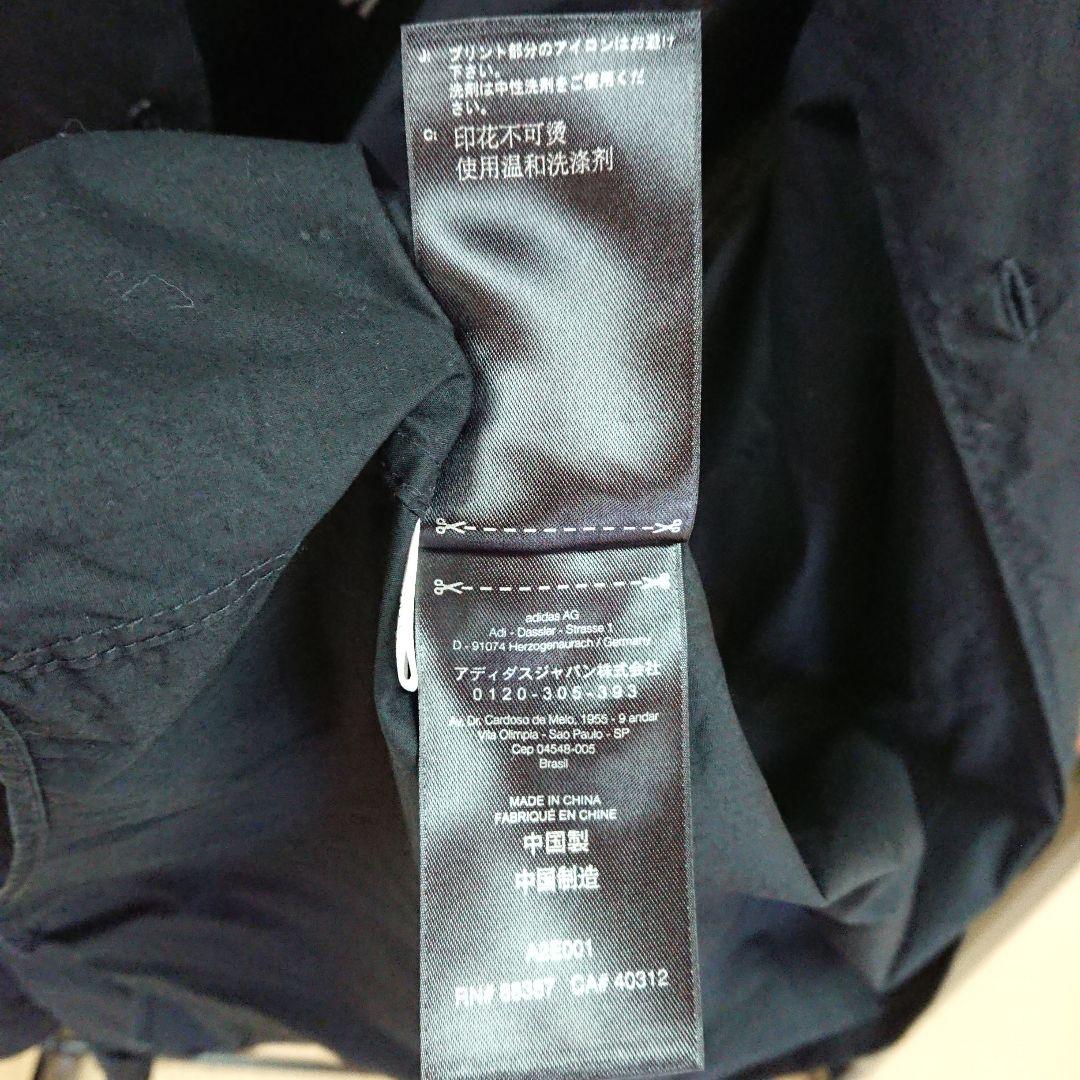 J: プリント部分のアイロンはお避け
下さい。
洗剤は中性洗剤をご使用くだ
さい。
C: 印花不可烫
使用温和洗涤剂
adidas AG
Adi - Dassler - Strasse 1
D - 91074 Herzogenaurach / Germany
アディダスジャパン株式会社
0120-305-393
Av. Dr. Cardoso de Melo, 1955 - 9 andar
Vila Olimpia - Sao Paulo - SP
Cep 04548-005
Brasil
MADE IN CHINA
FABRIQUÉ EN CHINE
中国製
中国制造
A2E001
RN# 88387 CA# 40312